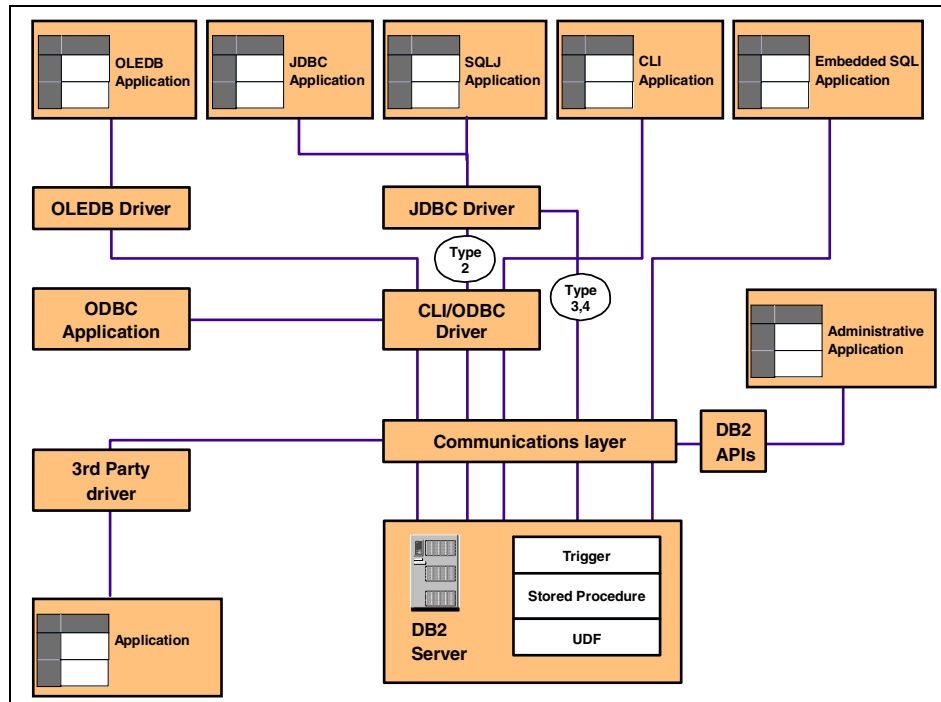 OLEDB
Application
JDBC
Application
SQLJ
Application
CLI
Application
Embedded SQL
Application
OLEDB Driver
JDBC Driver
Type
2
Type
3,4
ODBC
Application
CLI/ODBC
Driver
Administrative
Application
Communications layer
DB2
APIs
3rd Party
driver
Trigger
Stored Procedure
UDF
DB2
Server
Application